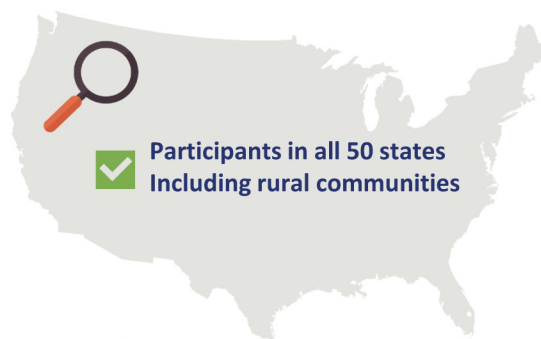 Participants in all 50 states
Including rural communities